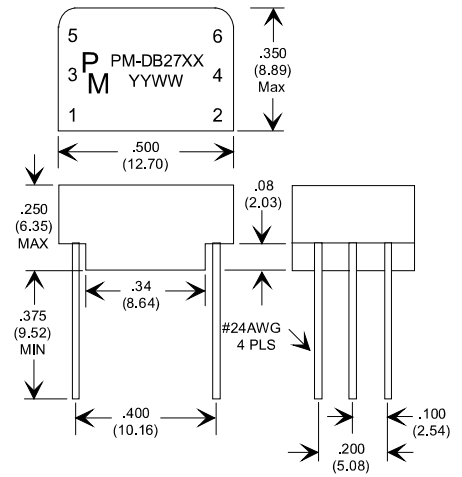 5 6
P PM-DB27XX
3 M YYWW 4
1 2
.350
(8.89)
Max
.500
(12.70)
.250
(6.35)
MAX
.08
(2.03)
.34
(8.64)
.375
(9.52)
MIN
#24AWG
4 PLS
.400
(10.16)
.100
(2.54)
.200
(5.08)